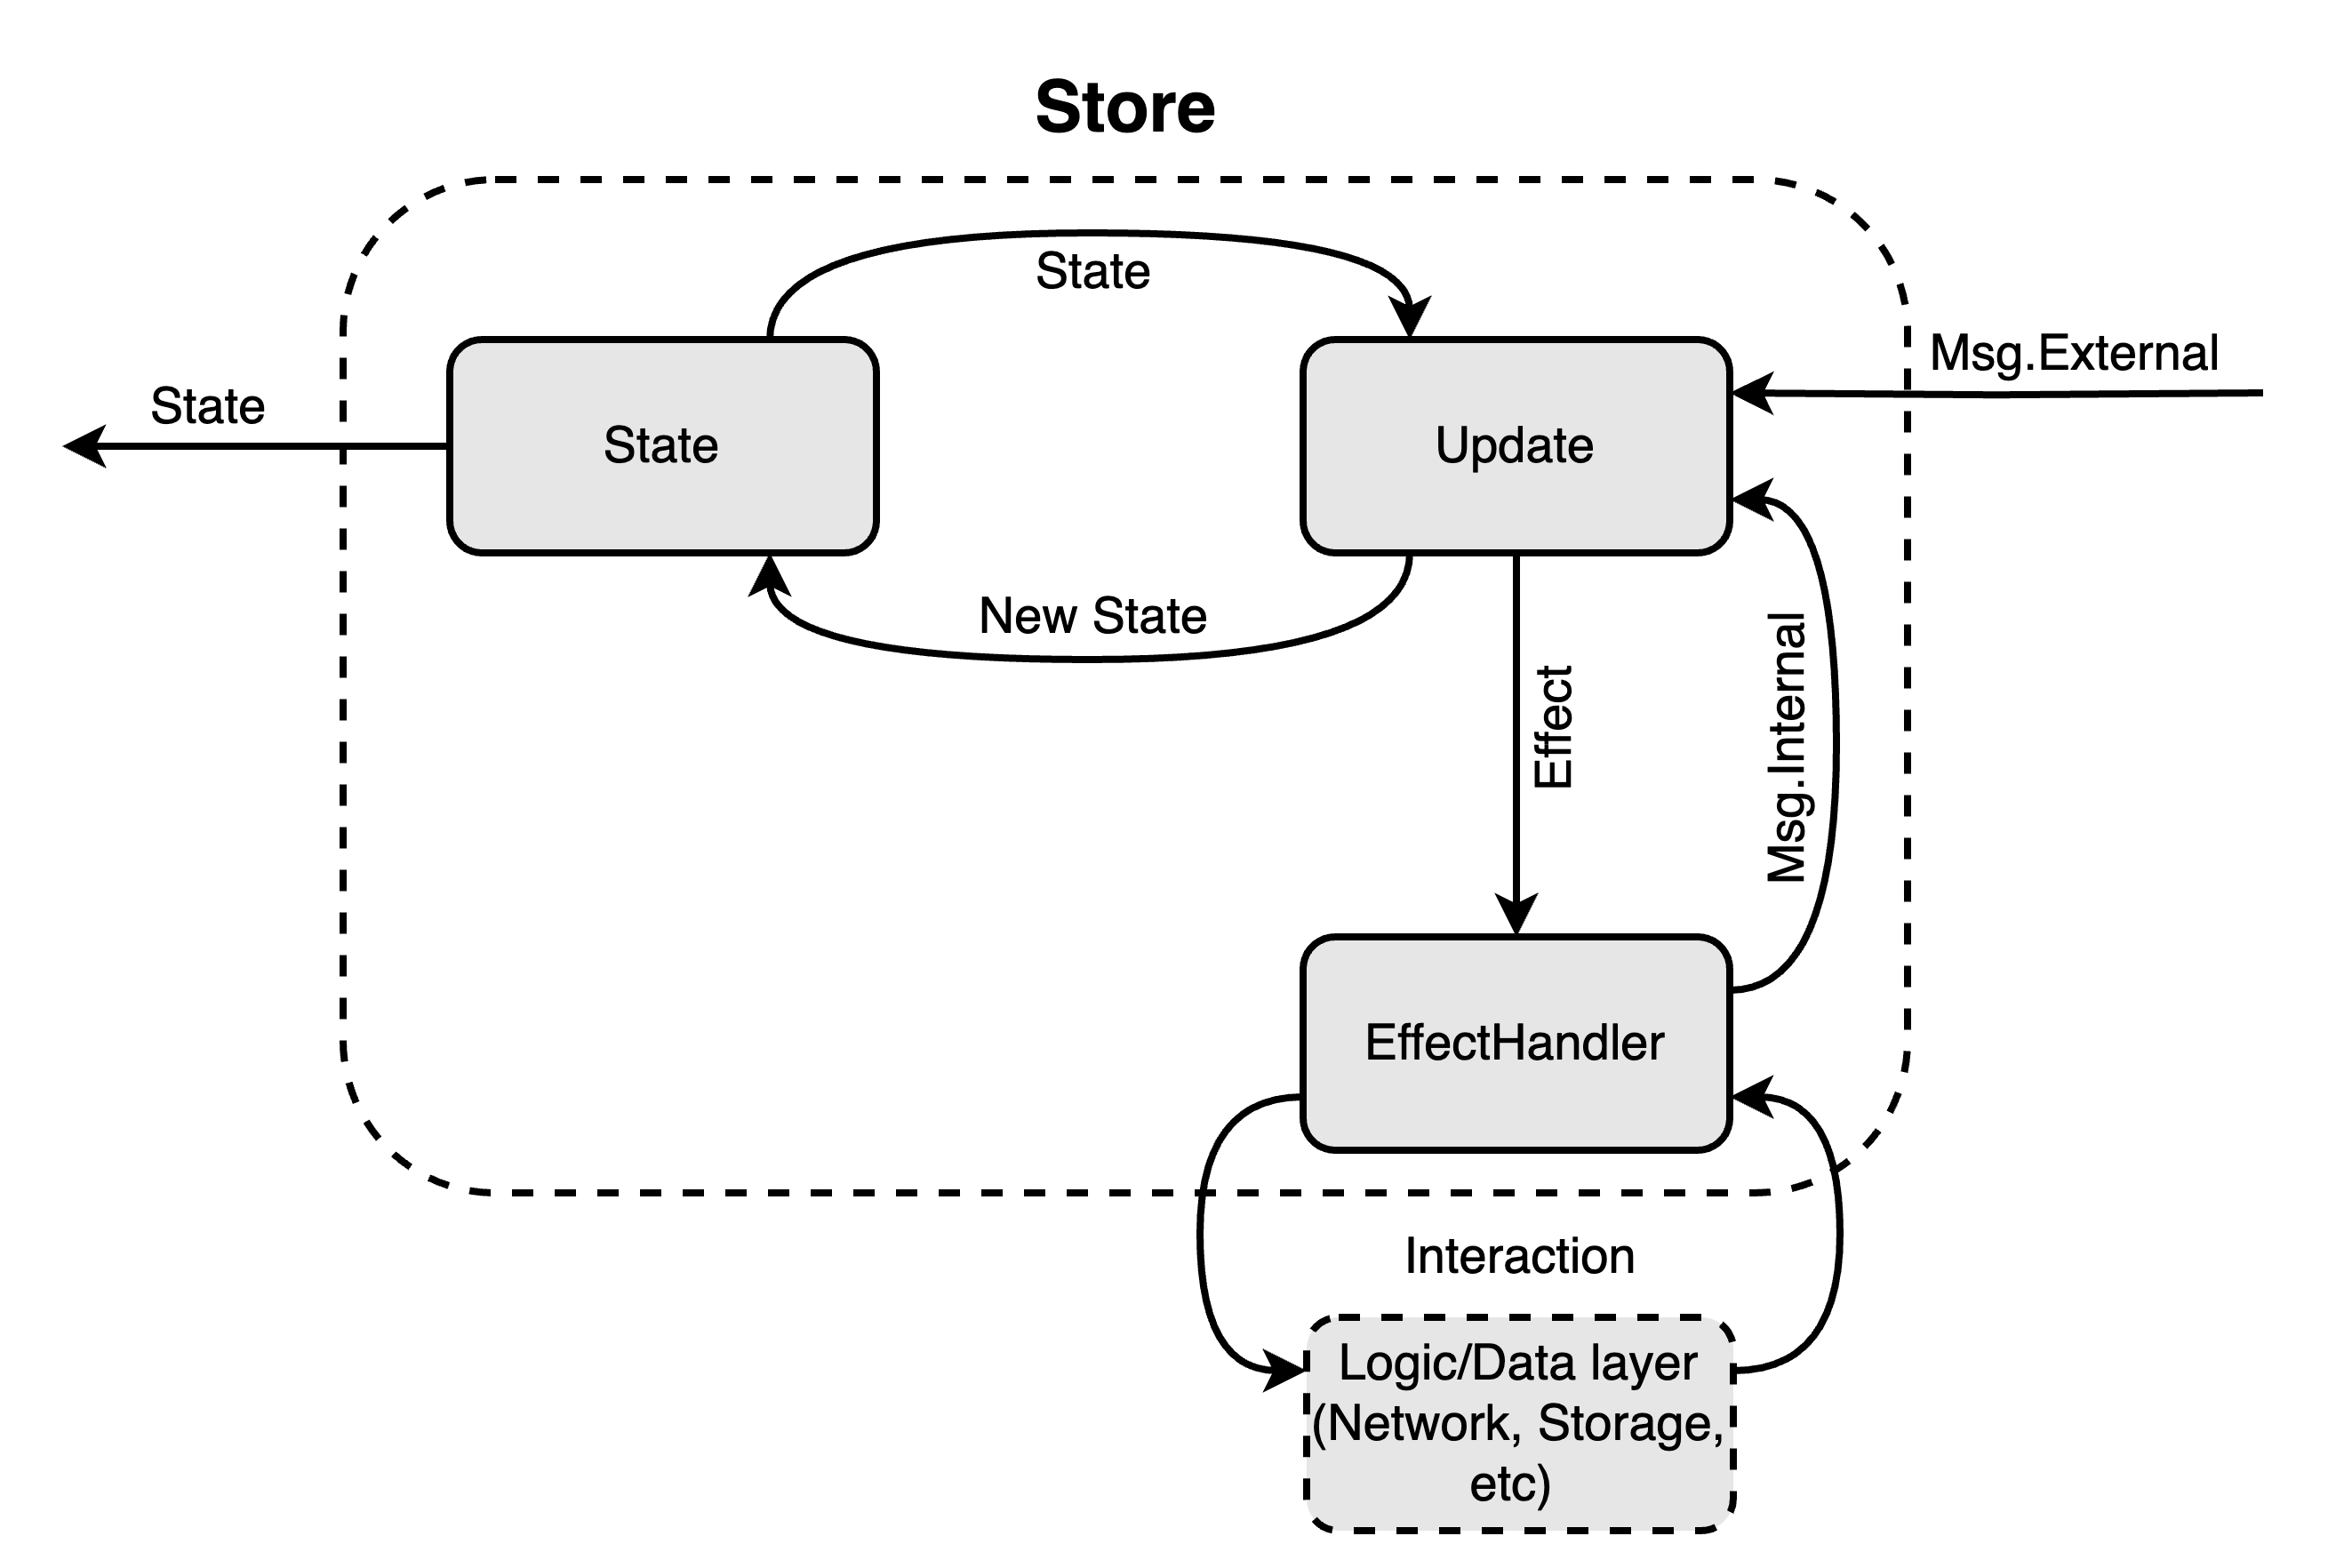 Store
State
Msg.External
State
State
Update
New State
Effect
Msg.Internal
EffectHandler
Interaction
Logic/Data layer
(Network, Storage,
etc)